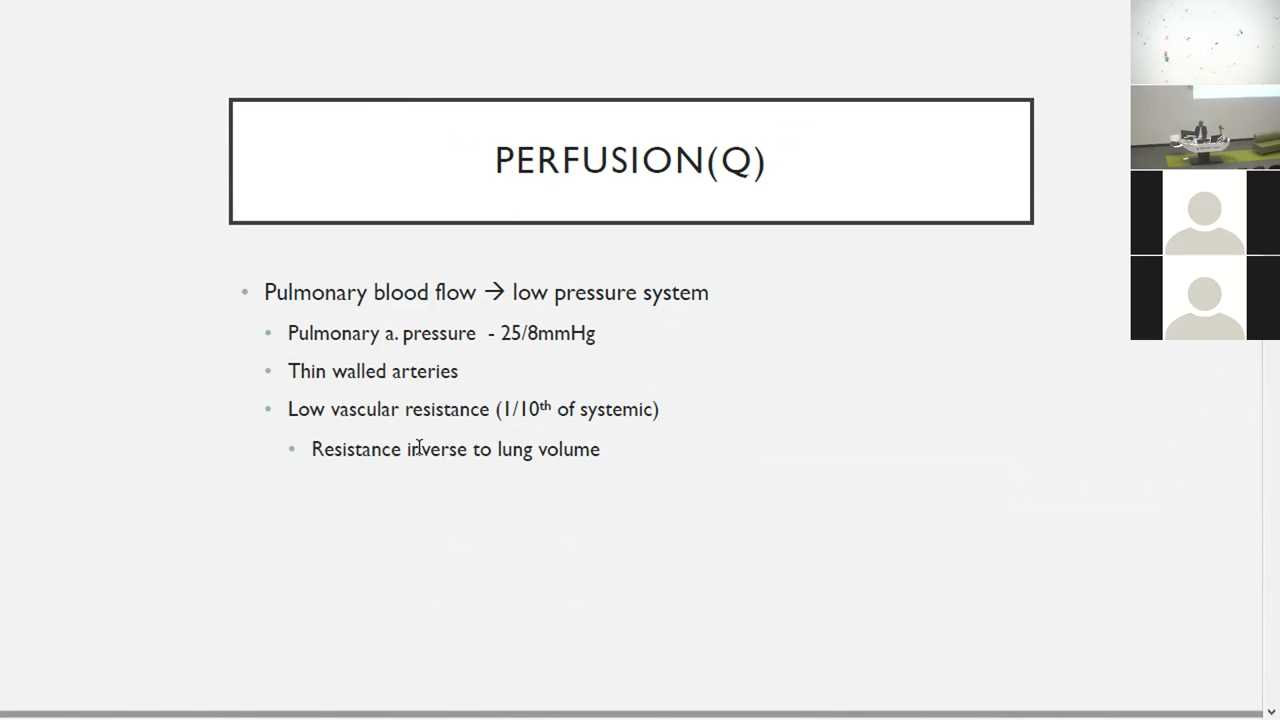 PERFUSION(Q)
• Pulmonary blood flow → low pressure system
• Pulmonary a. pressure - 25/8mmHg
• Thin walled arteries
• Low vascular resistance (1/10th of systemic)
• Resistance inverse to lung volume